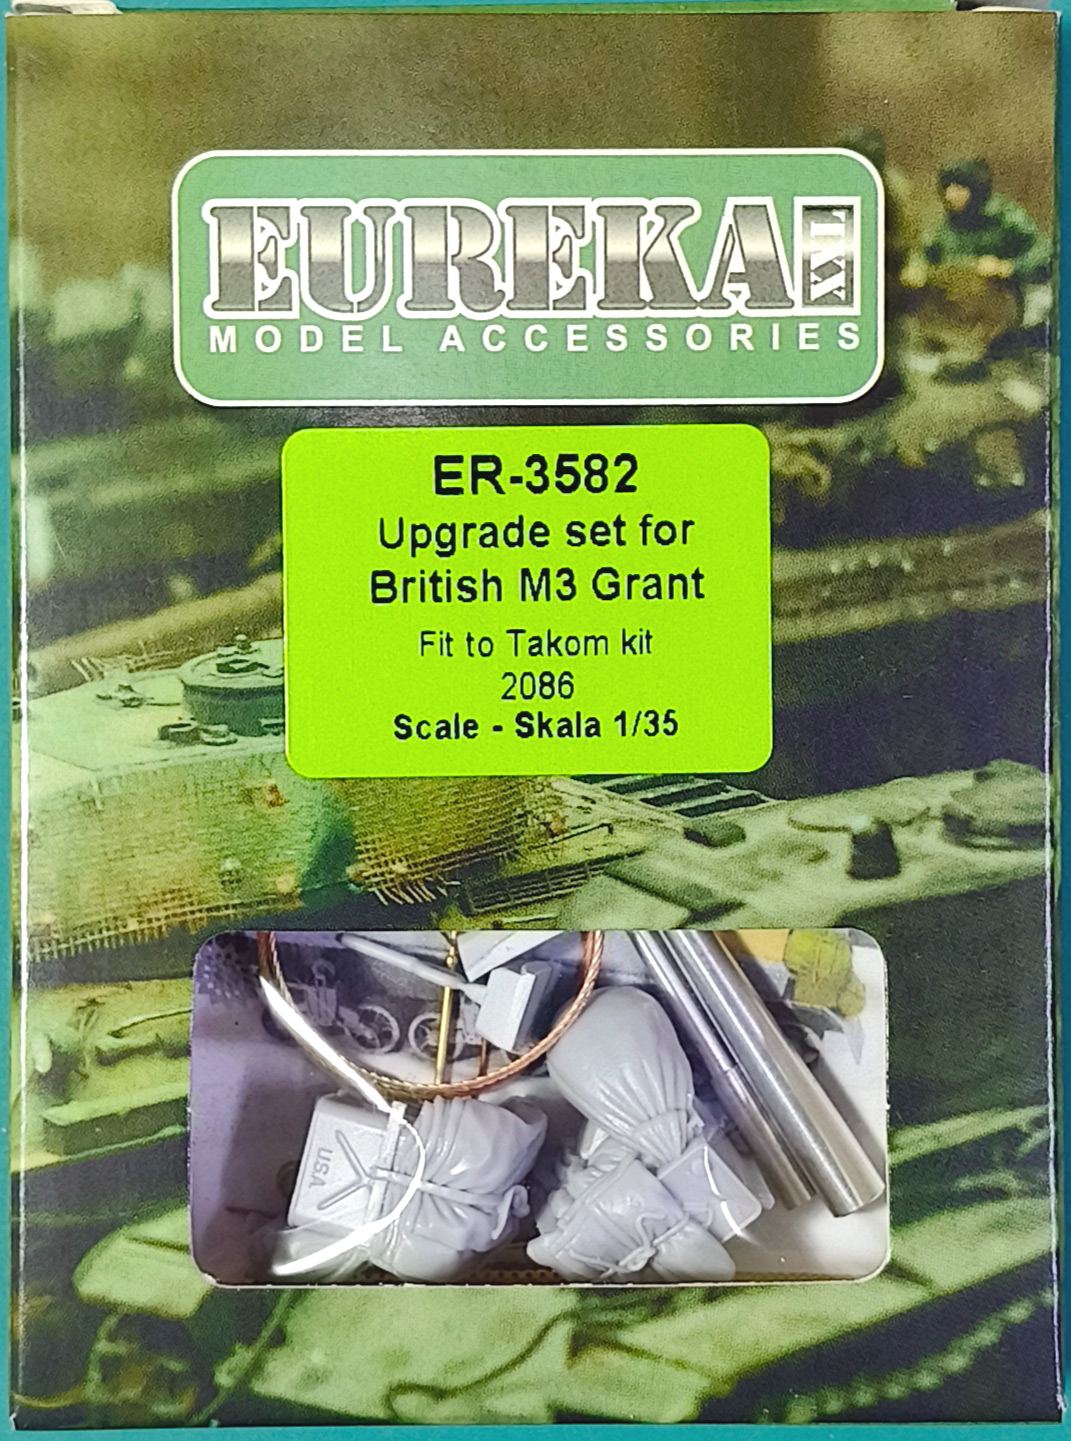 EUREKA XXL
MODEL ACCESSORIES
ER-3582
Upgrade set for
British M3 Grant
Fit to Takom kit
2086
Scale - Skala 1/35
USA